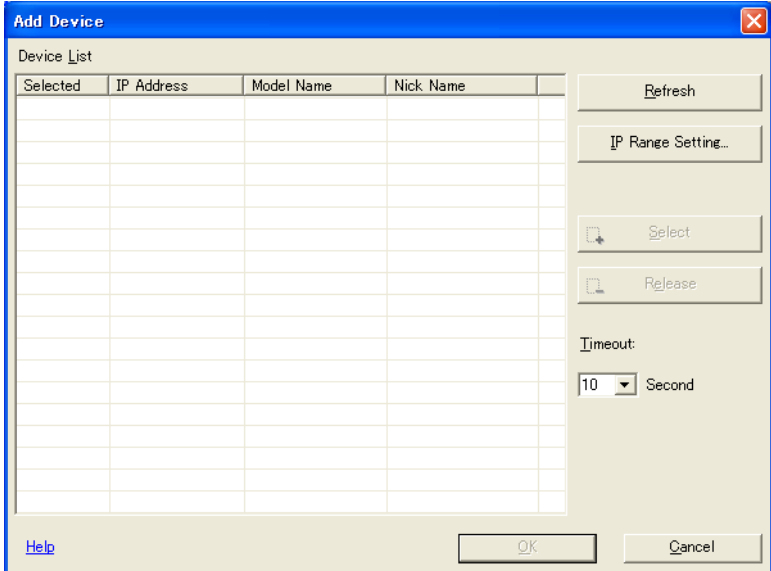 Add Device
Device List
Selected IP Address Model Name Nick Name
Refresh
IP Range Setting...
Select
Release
Timeout:
10 Second
Help OK Cancel